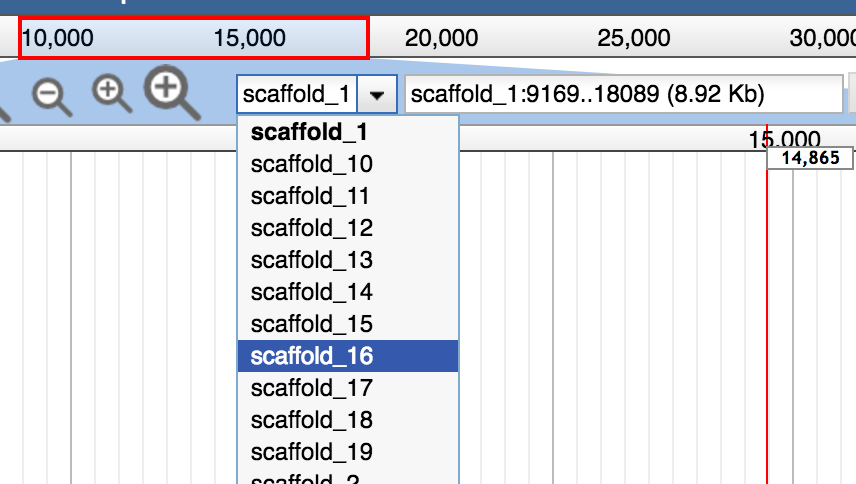 10,000 15,000 20,000 25,000 30,000
scaffold_1 scaffold_1:9169..18089 (8.92 Kb)
15,000
14,865
scaffold_1
scaffold_10
scaffold_11
scaffold_12
scaffold_13
scaffold_14
scaffold_15
scaffold_16
scaffold_17
scaffold_18
scaffold_19
scaffold_2